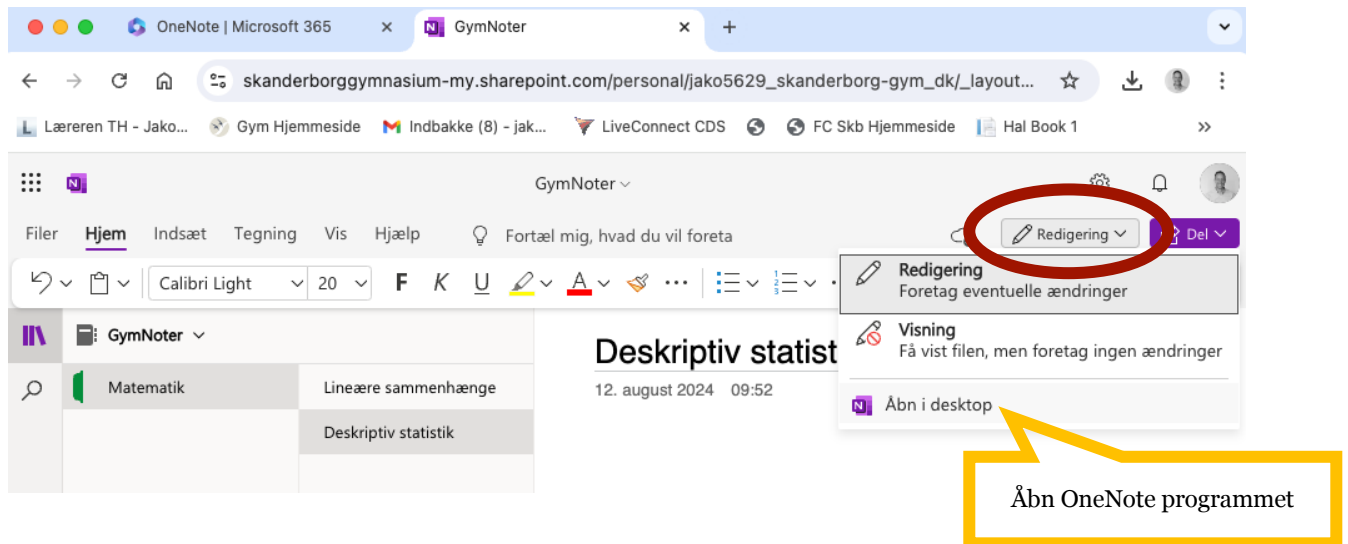 OneNote | Microsoft 365
GymNoter
skanderborggymnasium-my.sharepoint.com/personal/jako5629_skanderborg-gym_dk/_layout...
Læreren TH - Jako...
Gym Hjemmeside
Indbakke (8) - jak...
LiveConnect CDS
FC Skb Hjemmeside
Hal Book 1
GymNoter
Filer Hjem Indsæt Tegning Vis Hjælp Fortæl mig, hvad du vil foreta
Redigering
Del
Calibri Light 20 F K U A
Redigering
Foretag eventuelle ændringer
Visning
Få vist filen, men foretag ingen ændringer
Åbn i desktop
GymNoter
Matematik
Lineære sammenhænge
Deskriptiv statistik
Deskriptiv statist
12. august 2024 09:52
Åbn OneNote programmet